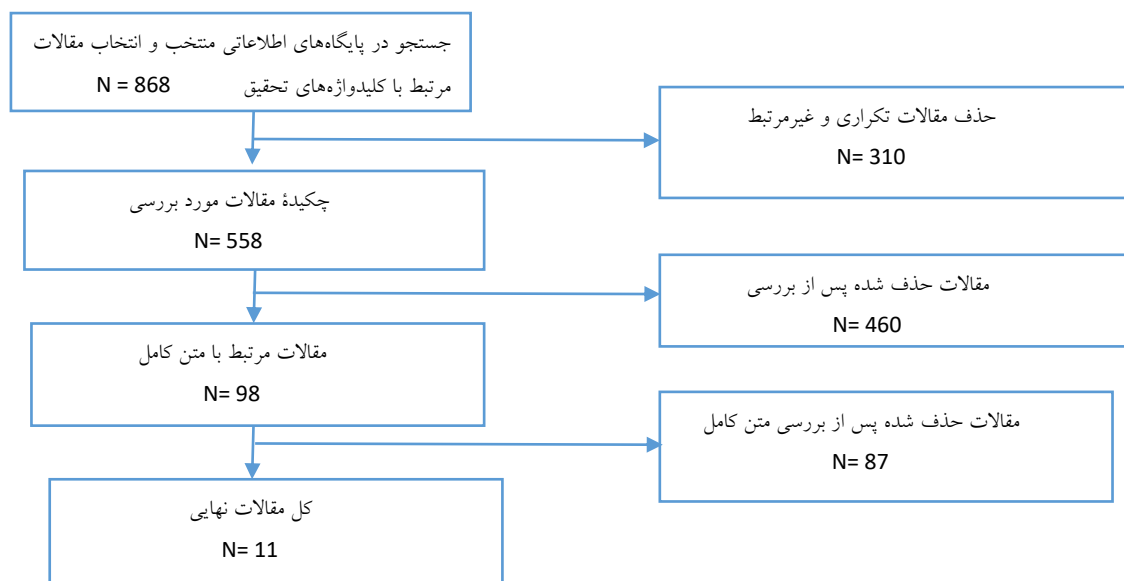 جستجو در پایگاه‌های اطلاعاتی منتخب و انتخاب مقالات
مرتبط با کلیدواژه‌های تحقیق N = 868
حذف مقالات تکراری و غیرمرتبط
N= 310
چکیدۀ مقالات مورد بررسی
N= 558
مقالات حذف شده پس از بررسی
N= 460
مقالات مرتبط با متن کامل
N= 98
مقالات حذف شده پس از بررسی متن کامل
N= 87
کل مقالات نهایی
N= 11